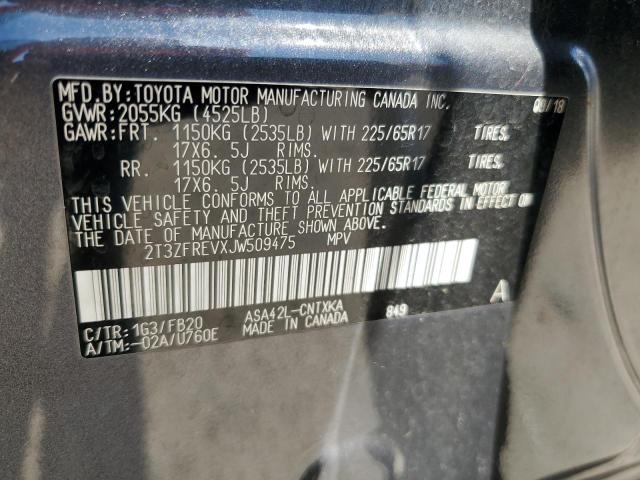 MFD. BY: TOYOTA MOTOR MANUFACTURING CANADA INC.
GVWR: 2055KG (4525LB)
GAWR: FRT. 1150KG (2535LB) WITH 225/65R17 TIRES.
17X6. 5J RIMS.
RR. 1150KG (2535LB) WITH 225/65R17 TIRES.
17X6. 5J RIMS.
THIS VEHICLE CONFORMS TO ALL APPLICABLE FEDERAL MOTOR
VEHICLE SAFETY AND THEFT PREVENTION STANDARDS IN EFFECT ON
THE DATE OF MANUFACTURE SHOWN ABOVE.
2T3ZFREVXJW509475 MPV
A
C/TR: 1G3/FB20 ASA42L-CNTXKA 849
A/TM: -02A/U760E MADE IN CANADA